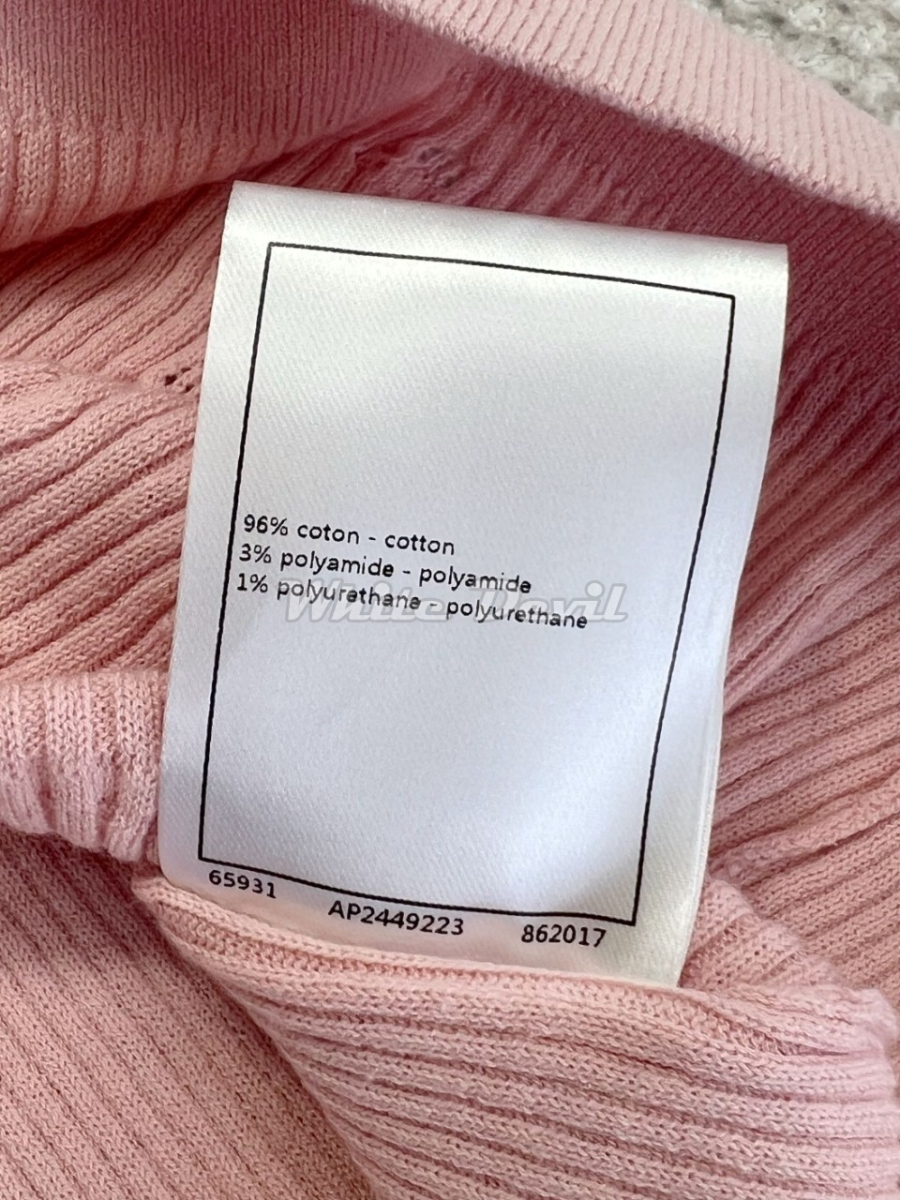 96% coton - cotton
3% polyamide - polyamide
1% polyurethane - polyurethane
White Devil
65931 AP2449223 862017